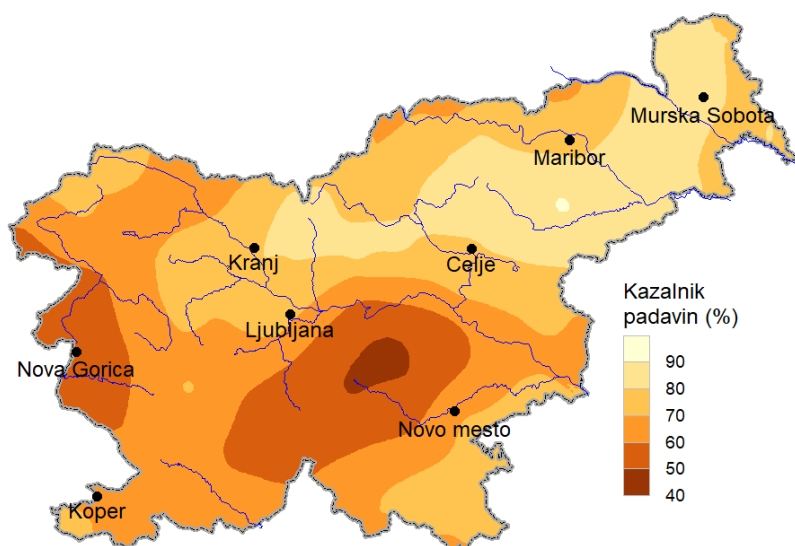 Murska Sobota
Maribor
Kranj
Celje
Ljubljana
Nova Gorica
Novo mesto
Koper
Kazalnik
padavin (%)
90
80
70
60
50
40